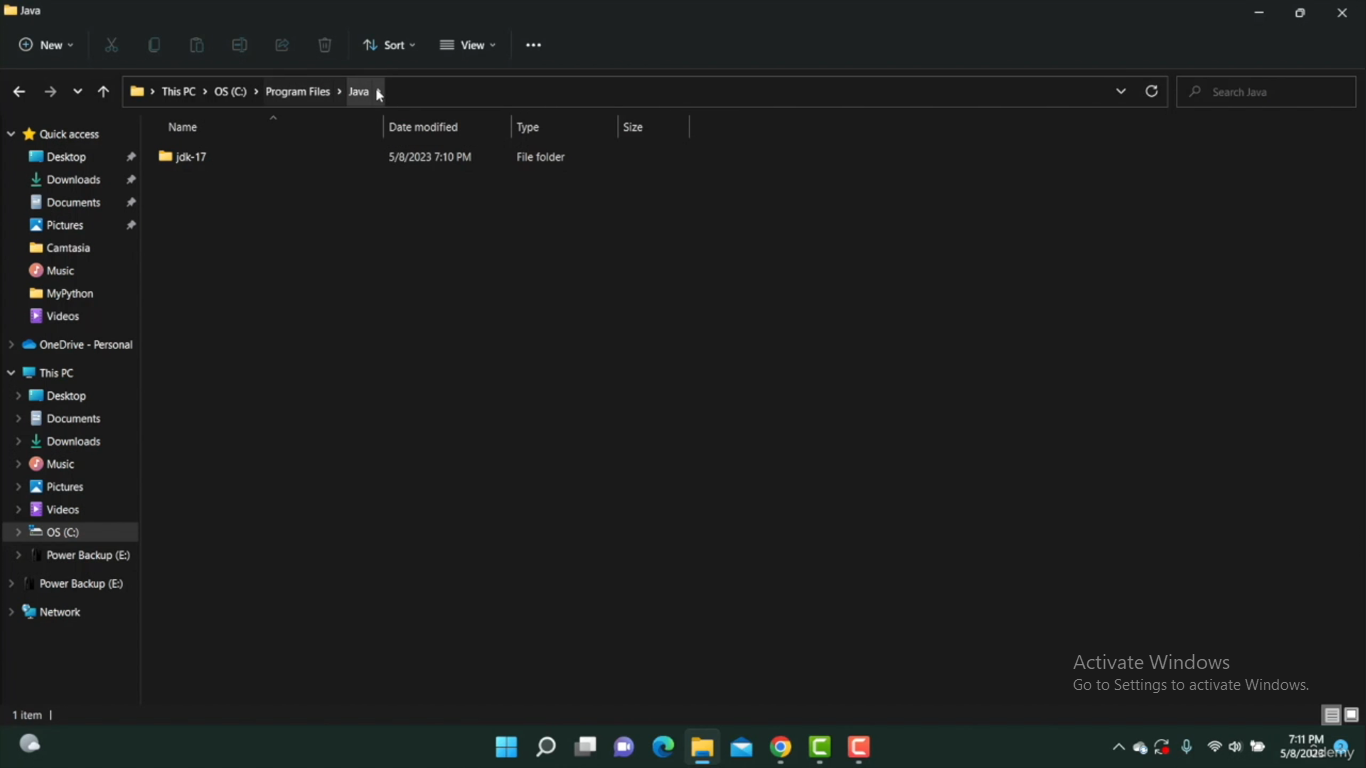 Java
New
Sort
View
This PC
OS (C:)
Program Files
Java
Search Java
Name
Date modified
Type
Size
jdk-17
5/8/2023 7:10 PM
File folder
Quick access
Desktop
Downloads
Documents
Pictures
Camtasia
Music
MyPython
Videos
OneDrive - Personal
This PC
Desktop
Documents
Downloads
Music
Pictures
Videos
OS (C:)
Power Backup (E:)
Power Backup (E:)
Network
Activate Windows
Go to Settings to activate Windows.
1 item
7:11 PM
5/8/2023
2